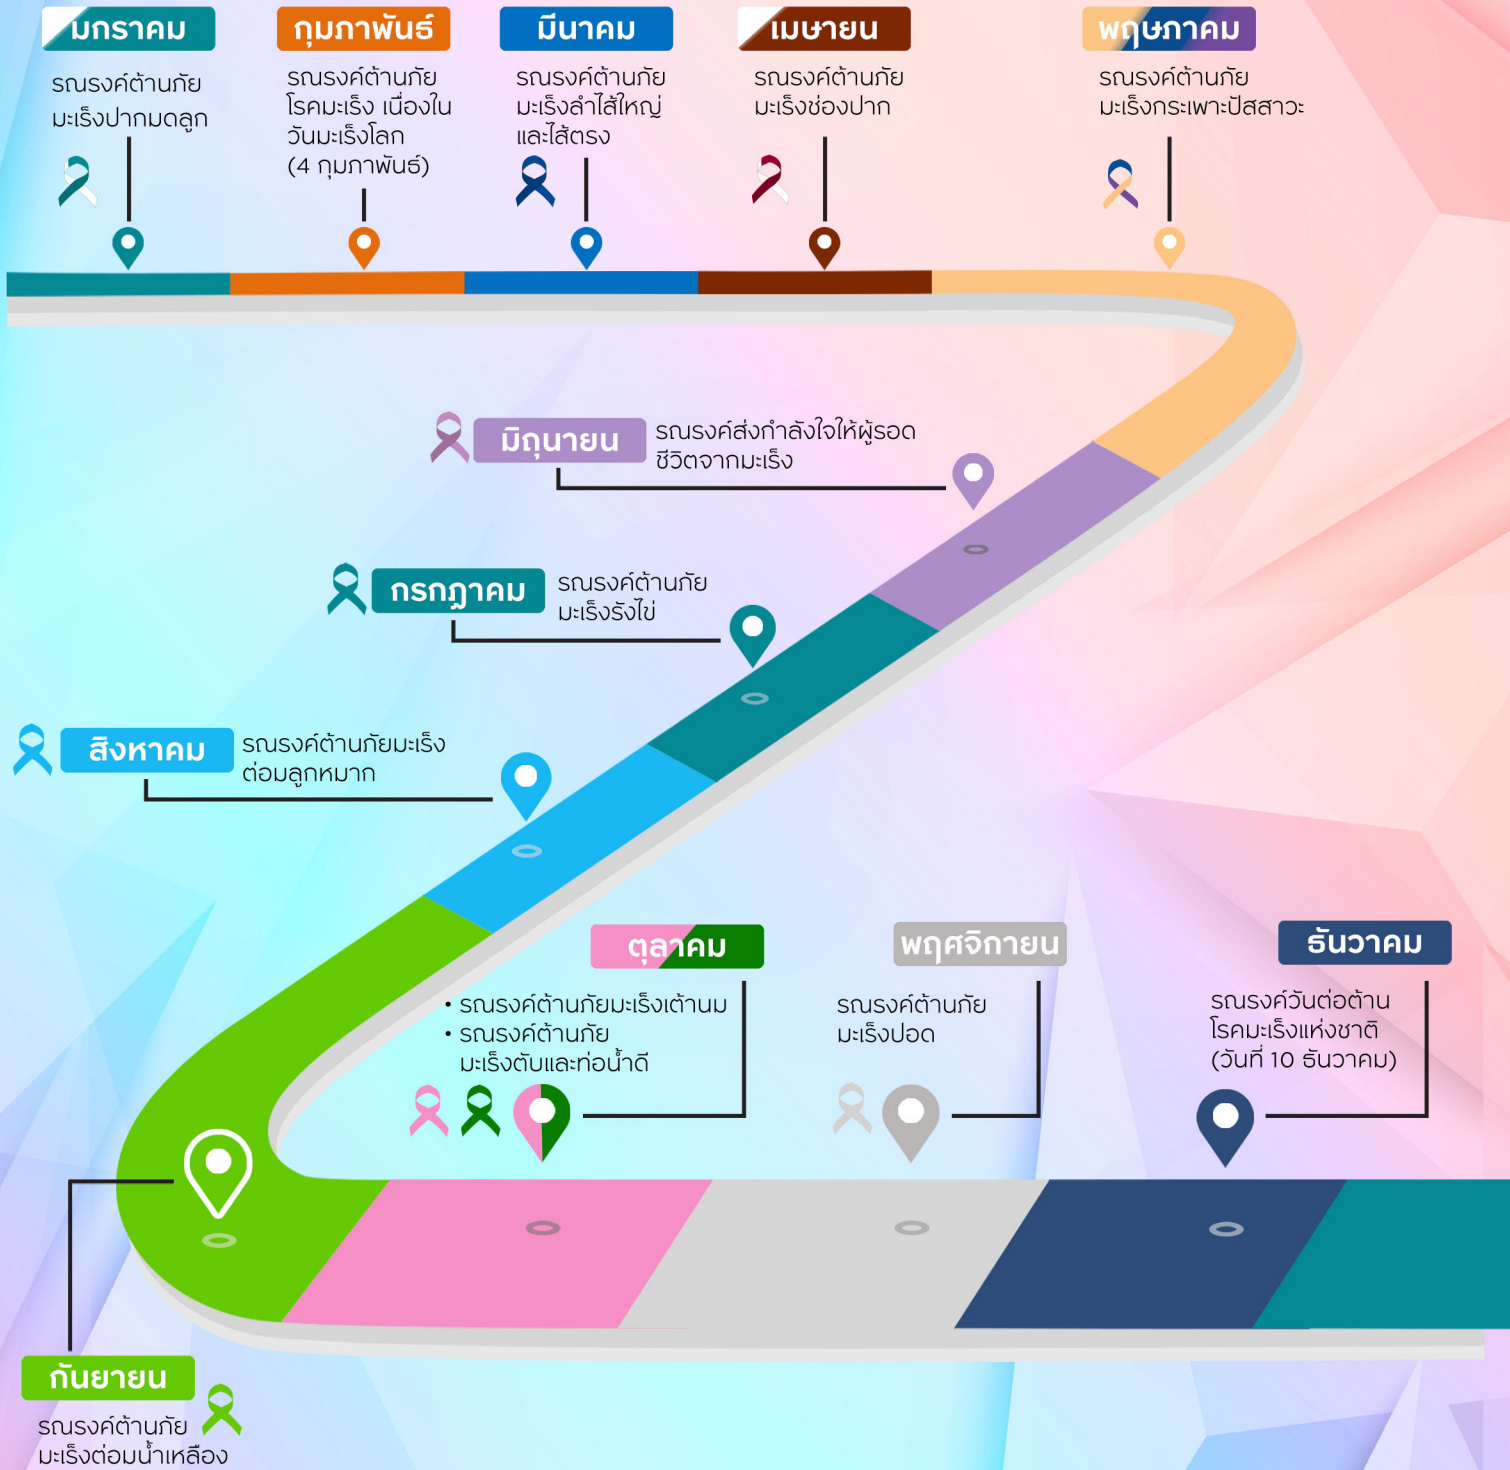 มกราคม
รณรงค์ต้านภัย
มะเร็งปากมดลูก
กุมภาพันธ์
รณรงค์ต้านภัย
โรคมะเร็ง เนื่องใน
วันมะเร็งโลก
(4 กุมภาพันธ์)
มีนาคม
รณรงค์ต้านภัย
มะเร็งลำไส้ใหญ่
และไส้ตรง
เมษายน
รณรงค์ต้านภัย
มะเร็งช่องปาก
พฤษภาคม
รณรงค์ต้านภัย
มะเร็งกระเพาะปัสสาวะ
มิถุนายน
รณรงค์ส่งกำลังใจให้ผู้รอด
ชีวิตจากมะเร็ง
กรกฎาคม
รณรงค์ต้านภัย
มะเร็งรังไข่
สิงหาคม
รณรงค์ต้านภัยมะเร็ง
ต่อมลูกหมาก
กันยายน
รณรงค์ต้านภัย
มะเร็งต่อมน้ำเหลือง
ตุลาคม
• รณรงค์ต้านภัยมะเร็งเต้านม
• รณรงค์ต้านภัย
มะเร็งตับและท่อน้ำดี
พฤศจิกายน
รณรงค์ต้านภัย
มะเร็งปอด
ธันวาคม
รณรงค์วันต่อต้าน
โรคมะเร็งแห่งชาติ
(วันที่ 10 ธันวาคม)